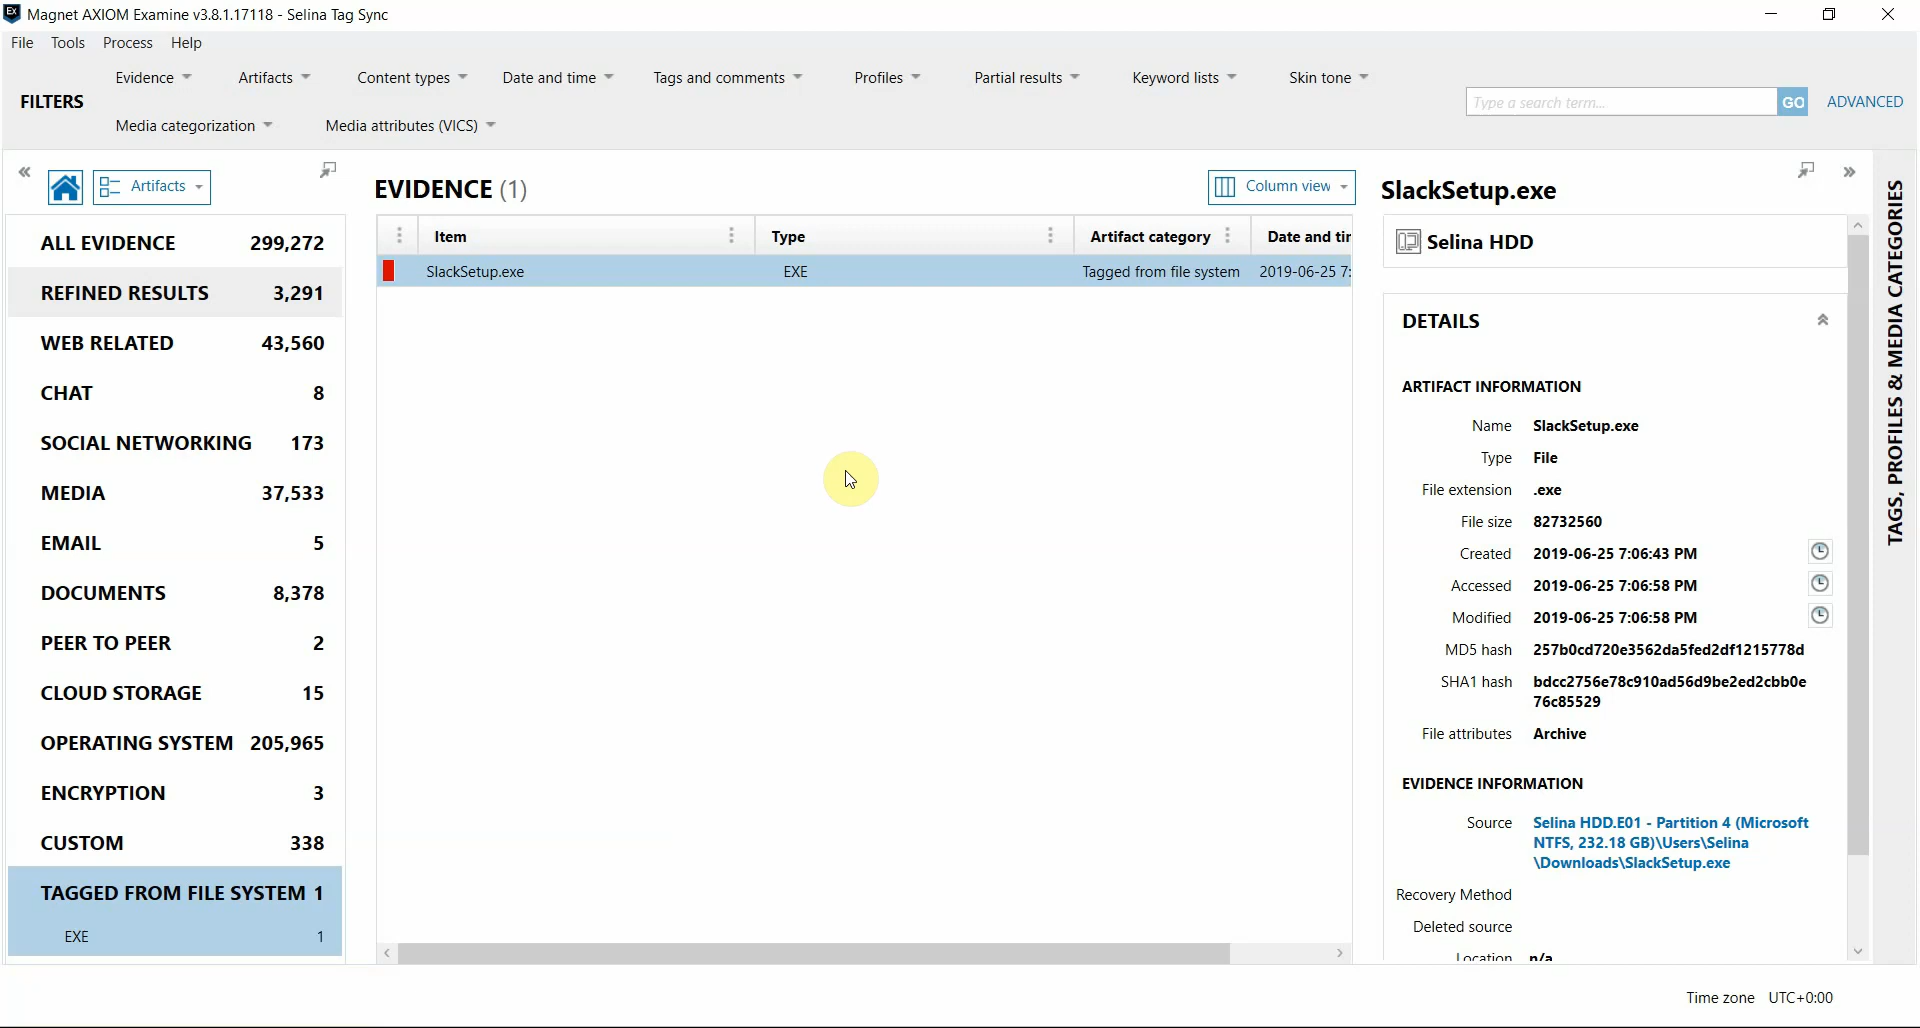 Magnet AXIOM Examine v3.8.1.17118 - Selina Tag Sync
File Tools Process Help
FILTERS
Evidence Artifacts Content types Date and time Tags and comments Profiles Partial results Keyword lists Skin tone
Media categorization Media attributes (VICS)
Type a search term... GO ADVANCED
Artifacts
ALL EVIDENCE 299,272
REFINED RESULTS 3,291
WEB RELATED 43,560
CHAT 8
SOCIAL NETWORKING 173
MEDIA 37,533
EMAIL 5
DOCUMENTS 8,378
PEER TO PEER 2
CLOUD STORAGE 15
OPERATING SYSTEM 205,965
ENCRYPTION 3
CUSTOM 338
TAGGED FROM FILE SYSTEM 1
EXE 1
EVIDENCE (1)
Column view
Item Type Artifact category Date and tir
SlackSetup.exe EXE Tagged from file system 2019-06-25 7:
SlackSetup.exe
Selina HDD
DETAILS
ARTIFACT INFORMATION
Name SlackSetup.exe
Type File
File extension .exe
File size 82732560
Created 2019-06-25 7:06:43 PM
Accessed 2019-06-25 7:06:58 PM
Modified 2019-06-25 7:06:58 PM
MD5 hash 257b0cd720e3562da5fed2df1215778d
SHA1 hash bdcc2756e78c910ad56d9be2ed2cbb0e
76c85529
File attributes Archive
EVIDENCE INFORMATION
Source Selina HDD.E01 - Partition 4 (Microsoft
NTFS, 232.18 GB)\Users\Selina
\Downloads\SlackSetup.exe
Recovery Method
Deleted source
Location n/a
TAGS, PROFILES & MEDIA CATEGORIES
Time zone UTC+0:00